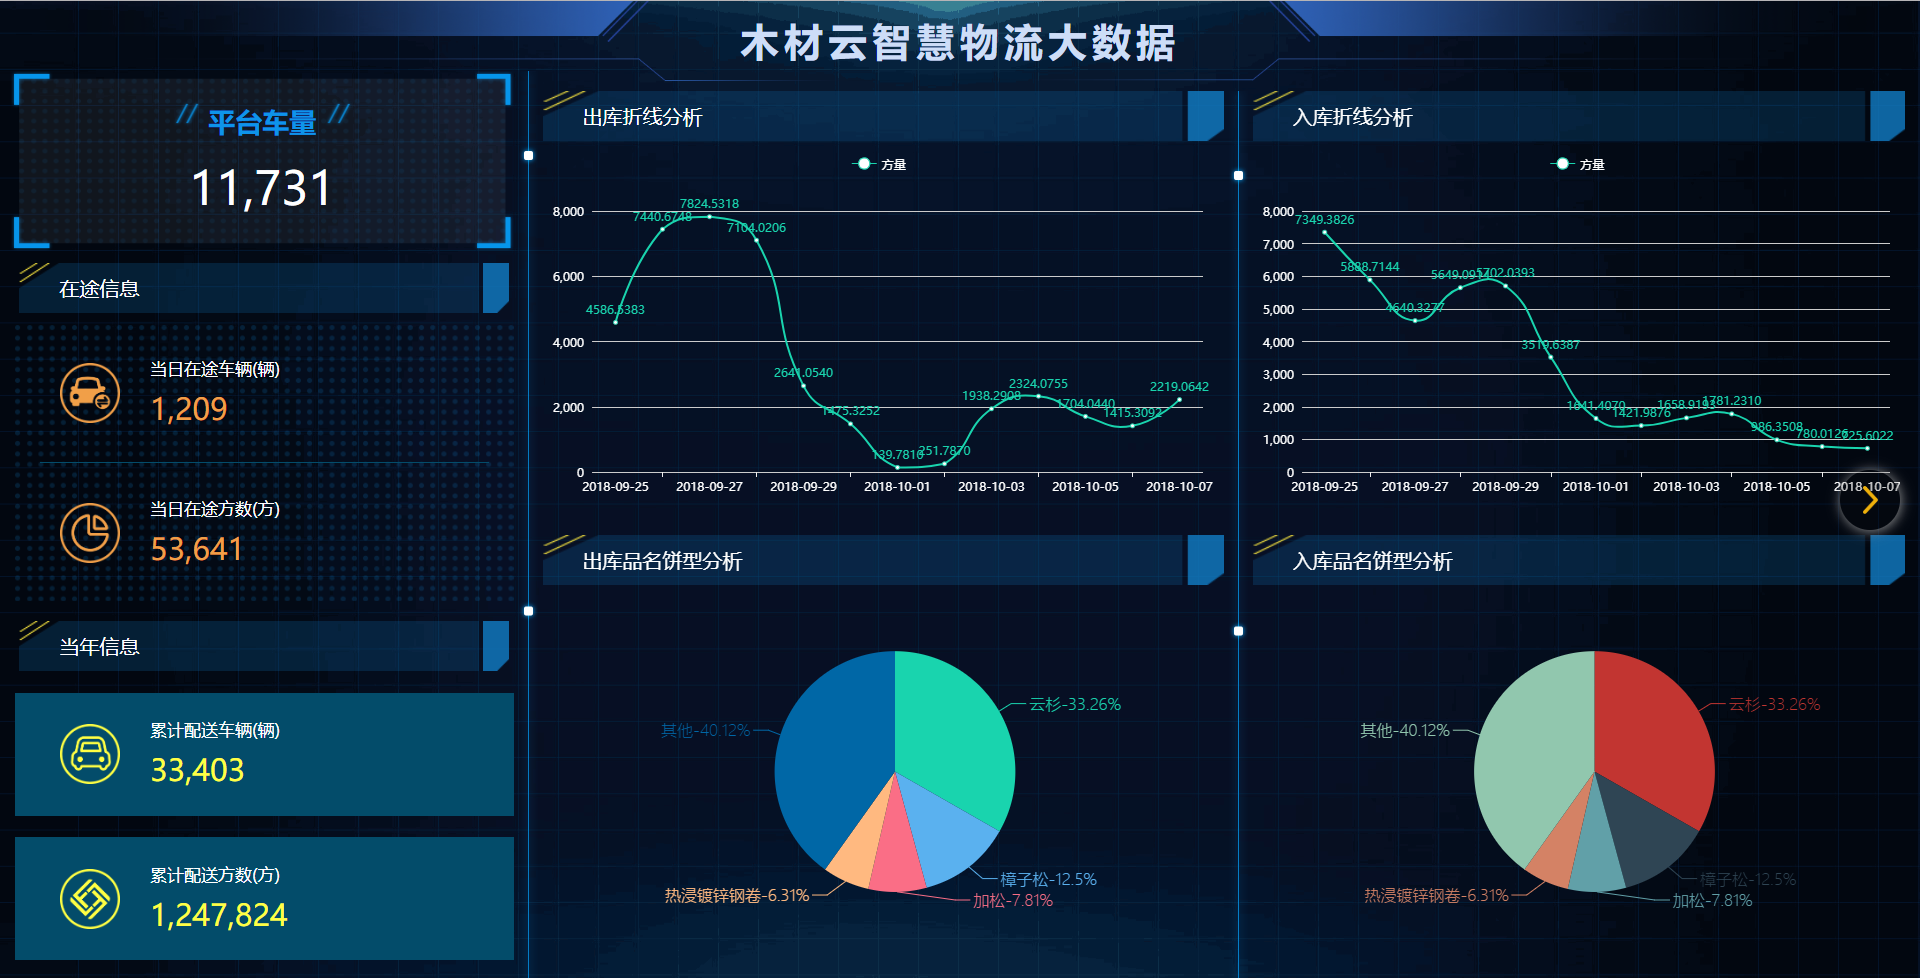 木材云智慧物流大数据
平台车量
11,731
在途信息
当日在途车辆(辆)
1,209
当日在途方数(方)
53,641
当年信息
累计配送车辆(辆)
33,403
累计配送方数(方)
1,247,824
出库折线分析
方量
8,000
6,000
4,000
2,000
0
4586.5383
7440.6748
7824.5318
7104.0206
2641.0540
1475.3252
139.7810
251.7870
1938.2908
2324.0755
1704.0440
1415.3092
2219.0642
2018-09-25
2018-09-27
2018-09-29
2018-10-01
2018-10-03
2018-10-05
2018-10-07
入库折线分析
方量
8,000
7,000
6,000
5,000
4,000
3,000
2,000
1,000
0
7349.3826
5888.7144
4640.3277
5702.0393
3519.6387
1641.4070
1421.9876
1781.2310
986.3508
780.0126
725.6022
2018-09-25
2018-09-27
2018-09-29
2018-10-01
2018-10-03
2018-10-05
2018-10-07
出库品名饼型分析
云杉-33.26%
其他-40.12%
樟子松-12.5%
热浸镀锌钢卷-6.31%
加松-7.81%
入库品名饼型分析
云杉-33.26%
其他-40.12%
樟子松-12.5%
热浸镀锌钢卷-6.31%
加松-7.81%